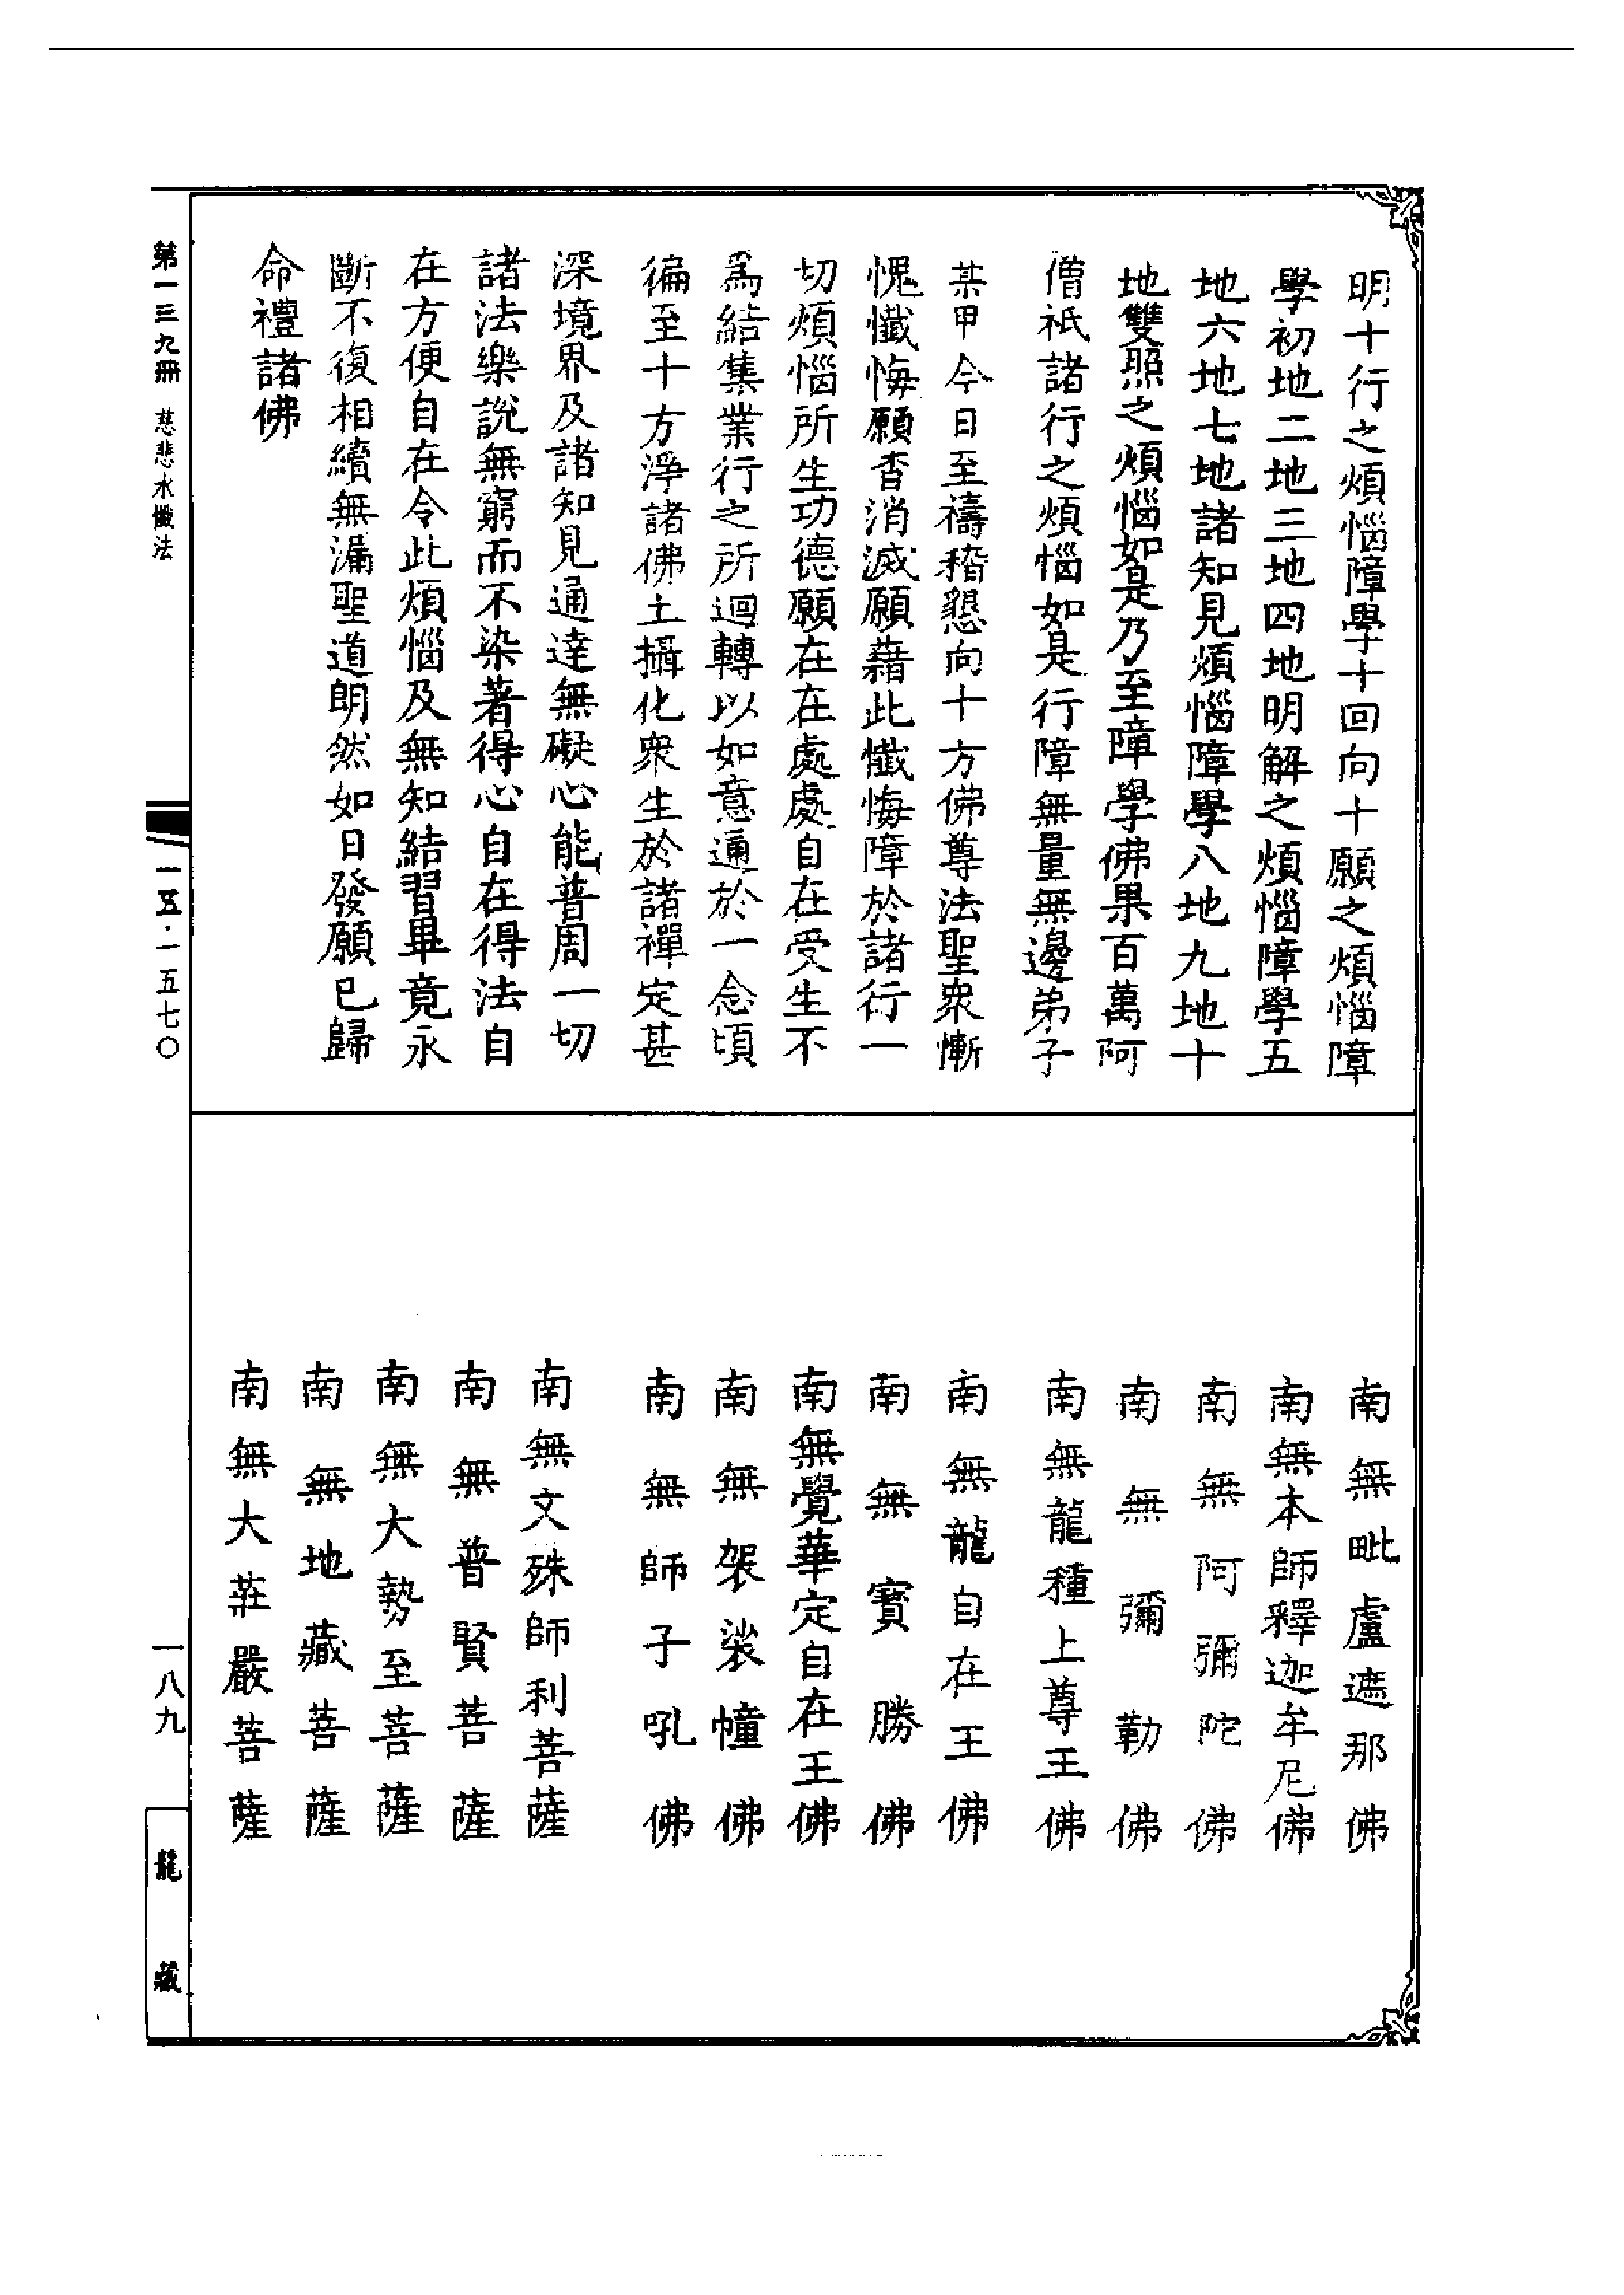 明十行之煩惱障學十回向十願之煩惱障
學初地二地三地四地明解之煩惱障學五
地六地七地諸知見煩惱障學八地九地十
地雙照之煩惱如是乃至障學佛果百萬阿
僧祇諸行之煩惱如是行障無量無邊弟子
某甲今日至禱稽懇向十方佛尊法聖衆慚
愧懺悔願杳消滅願藉此懺悔障於諸行一
切煩惱所生功德願在在處處自在受生不
爲結集業行之所迴轉以如意通於一念頃
徧至十方淨諸佛土攝化衆生於諸禪定甚
深境界及諸知見通達無礙心能普周一切
諸法樂說無窮而不染著得心自在得法自
在方便自在令此煩惱及無知結習畢竟永
斷不復相續無漏聖道朗然如日發願已歸
命禮諸佛
南無毗盧遮那佛
南無本師釋迦牟尼佛
南無阿彌陀佛
南無彌勒佛
南無龍種上尊王佛
南無龍自在王佛
南無寶勝佛
南無覺華定自在王佛
南無袈裟幢佛
南無師子吼佛
南無文殊師利菩薩
南無普賢菩薩
南無大勢至菩薩
南無地藏菩薩
南無大莊嚴菩薩
第一三九冊 慈悲水懺法
一五·一五七〇
一八九
龍藏